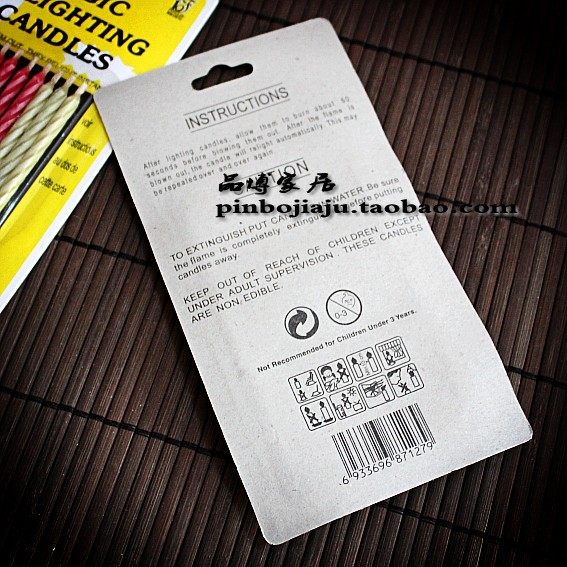 IC
LIGHTING
CANDLES
INSTRUCTIONS
After lighting candles, allow them to burn about 60
seconds before blowing them out. After the flame is
blown out, the candle will relight automatically. This may
be repeated over and over again.
品博家居
pinbojiaju.taobao.com
TO EXTINGUISH PUT WATER. Be sure
the flame is completely before putting
candles away.
KEEP OUT OF REACH OF CHILDREN EXCEPT
UNDER ADULT SUPERVISION. THESE CANDLES
ARE NON, EDIBLE.
0-3
Not Recommended for Children Under 3 Years.
6 933696 871279